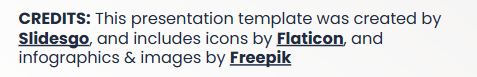 CREDITS: This presentation template was created by
Slidesgo, and includes icons by Flaticon, and
infographics & images by Freepik